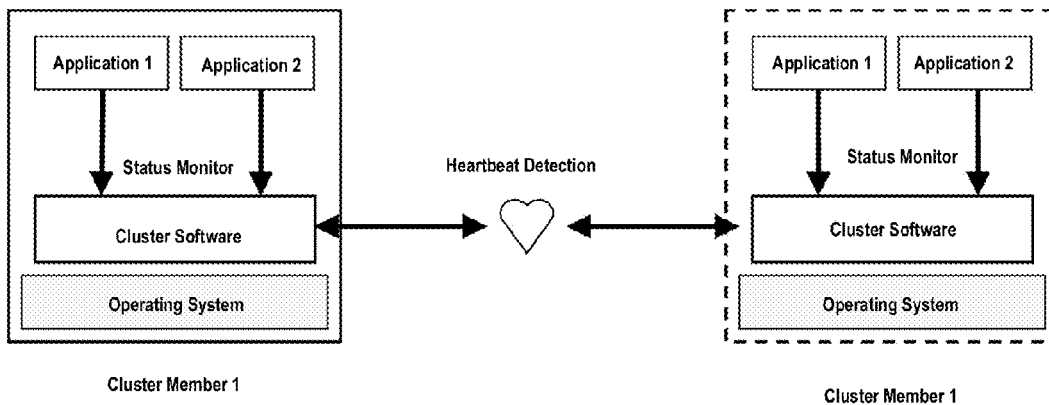 Application 1
Application 2
Status Monitor
Cluster Software
Operating System
Cluster Member 1
Heartbeat Detection
Application 1
Application 2
Status Monitor
Cluster Software
Operating System
Cluster Member 1